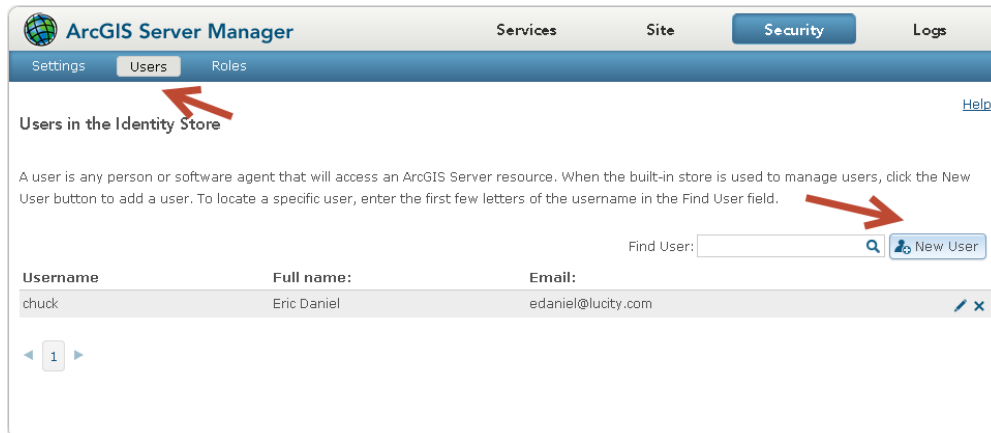 ArcGIS Server Manager Services Site Security Logs
Settings Users Roles
Help
Users in the Identity Store
A user is any person or software agent that will access an ArcGIS Server resource. When the built-in store is used to manage users, click the New
User button to add a user. To locate a specific user, enter the first few letters of the username in the Find User field.
Find User: New User
Username Full name: Email:
chuck Eric Daniel edaniel@lucity.com
1